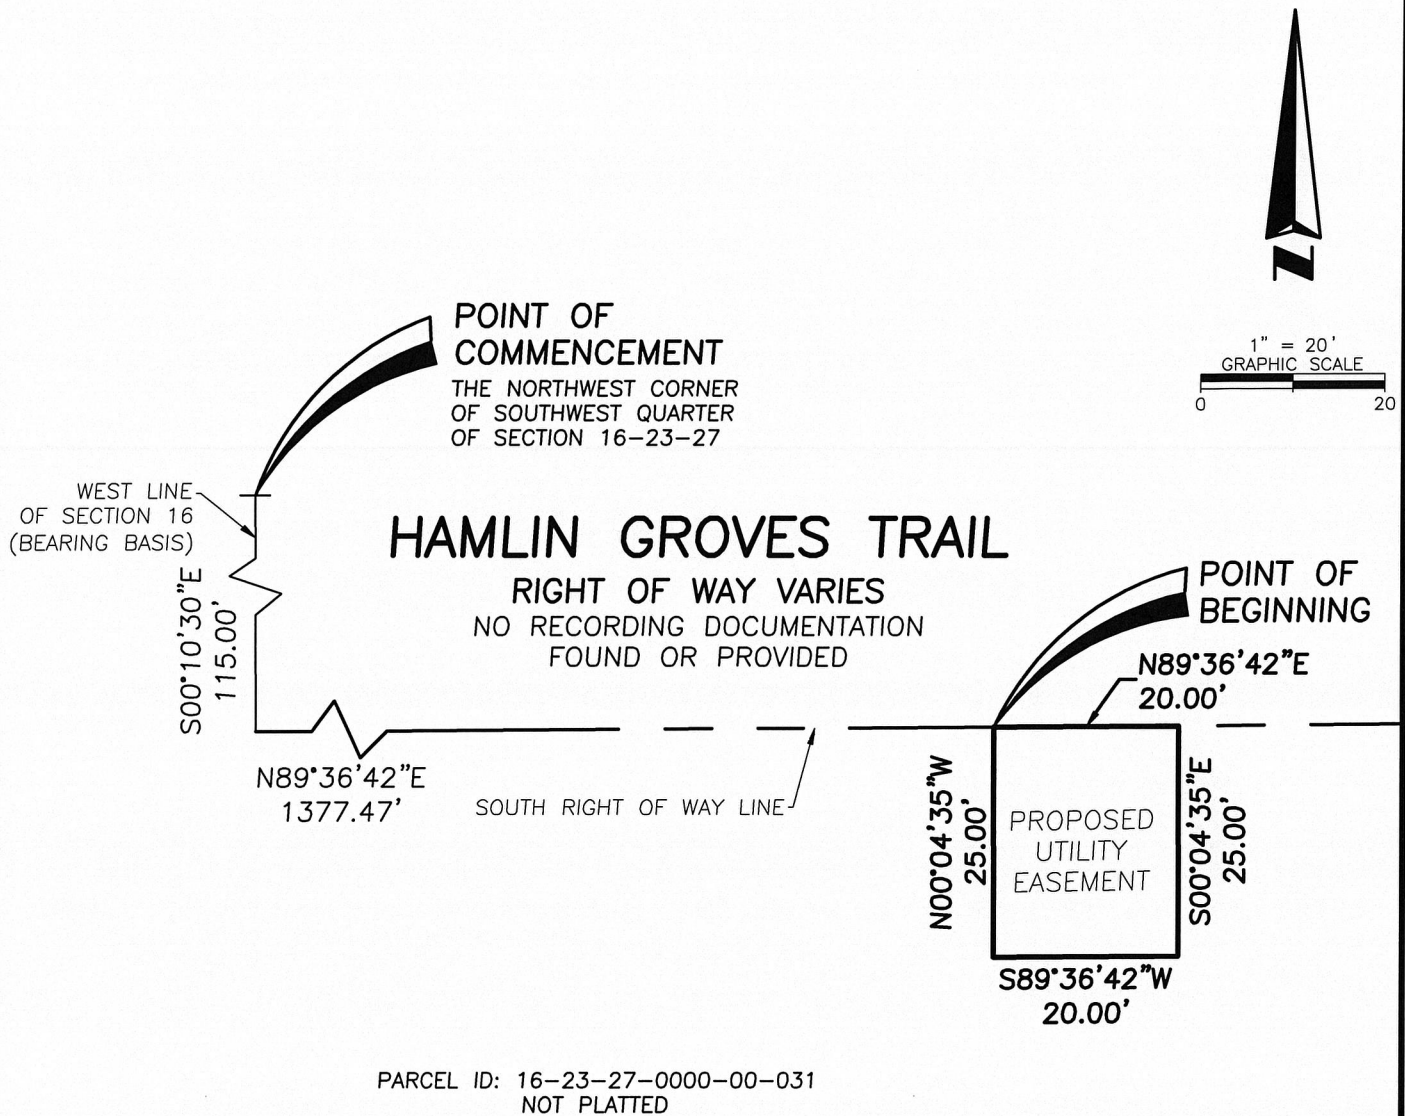 N
1" = 20'
GRAPHIC SCALE
0 20
POINT OF
COMMENCEMENT
THE NORTHWEST CORNER
OF SOUTHWEST QUARTER
OF SECTION 16-23-27
WEST LINE
OF SECTION 16
(BEARING BASIS)
S00°10'30"E
115.00'
HAMLIN GROVES TRAIL
RIGHT OF WAY VARIES
NO RECORDING DOCUMENTATION
FOUND OR PROVIDED
POINT OF
BEGINNING
N89°36'42"E
20.00'
N89°36'42"E
1377.47'
SOUTH RIGHT OF WAY LINE
N00°04'35"W
25.00'
PROPOSED
UTILITY
EASEMENT
S00°04'35"E
25.00'
S89°36'42"W
20.00'
PARCEL ID: 16-23-27-0000-00-031
NOT PLATTED